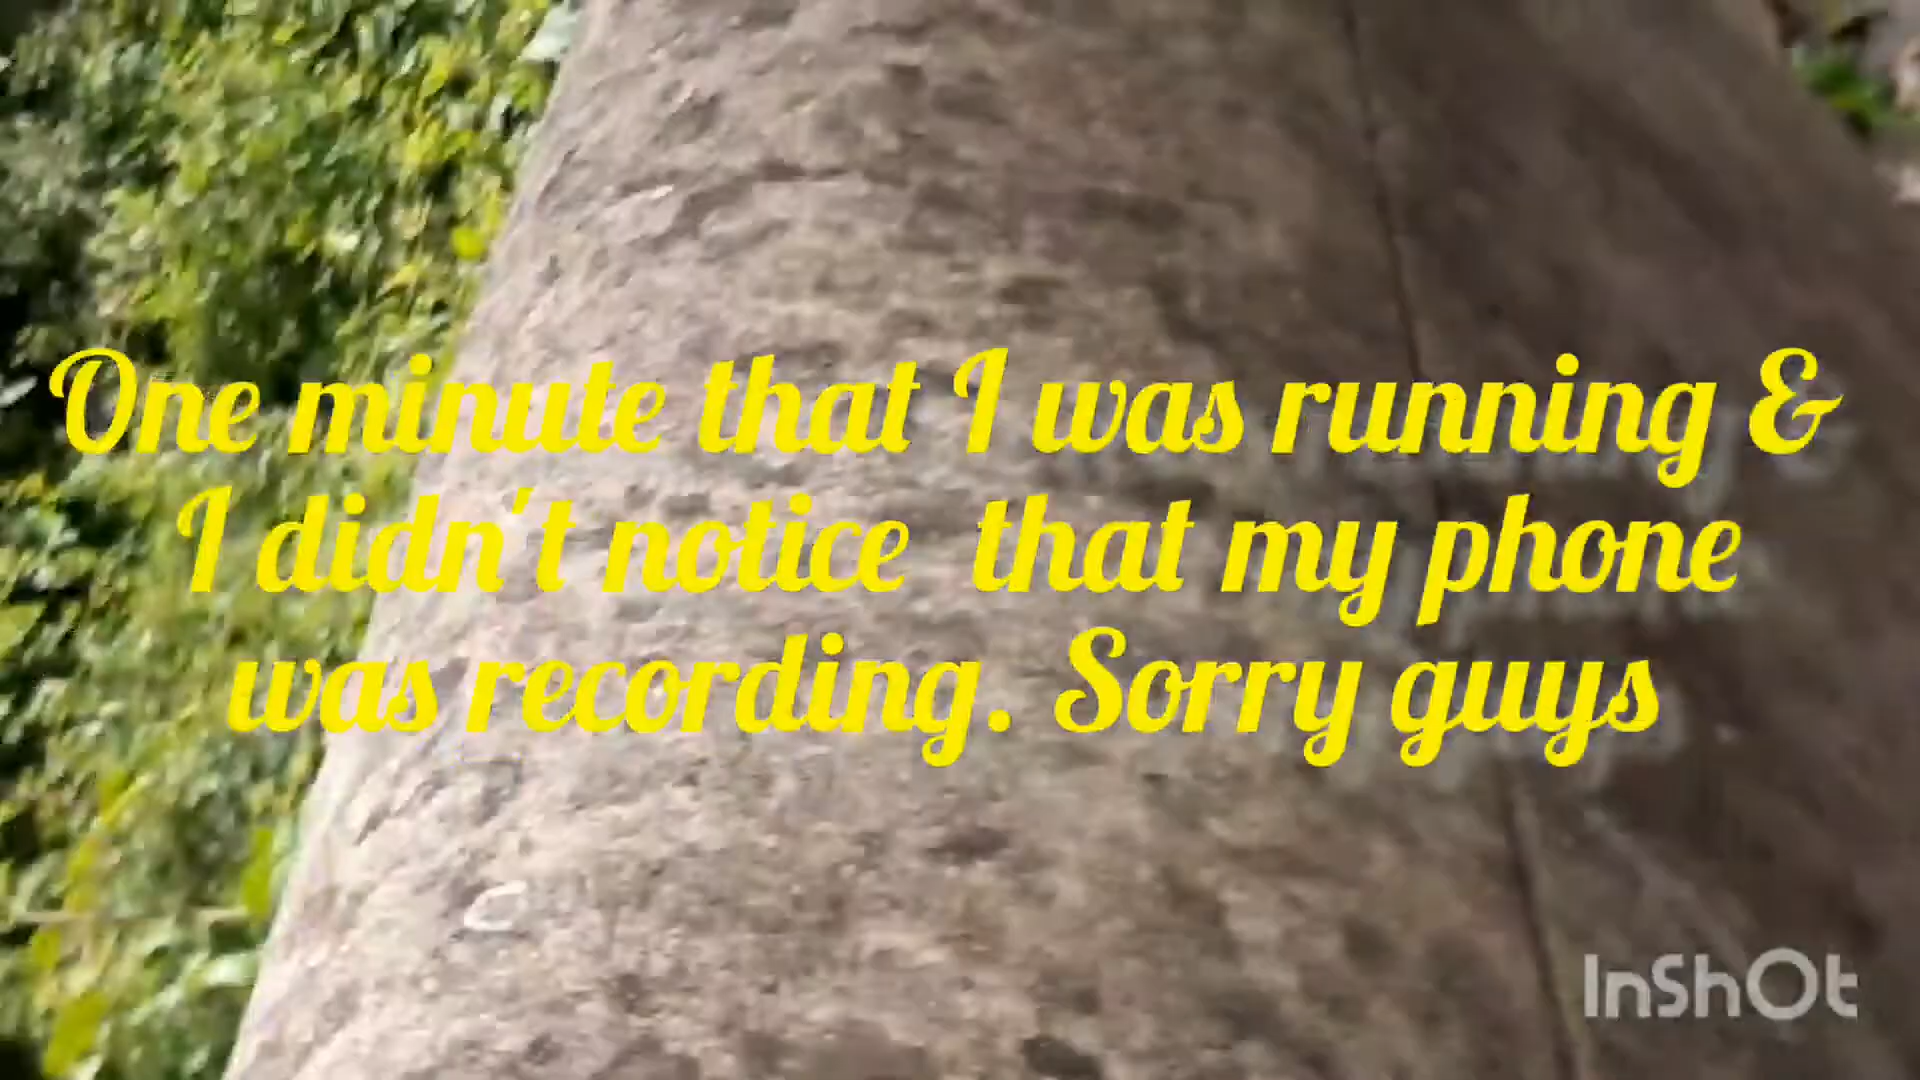 One minute that I was running &
I didn't notice  that my phone
was recording. Sorry guys
InShOt